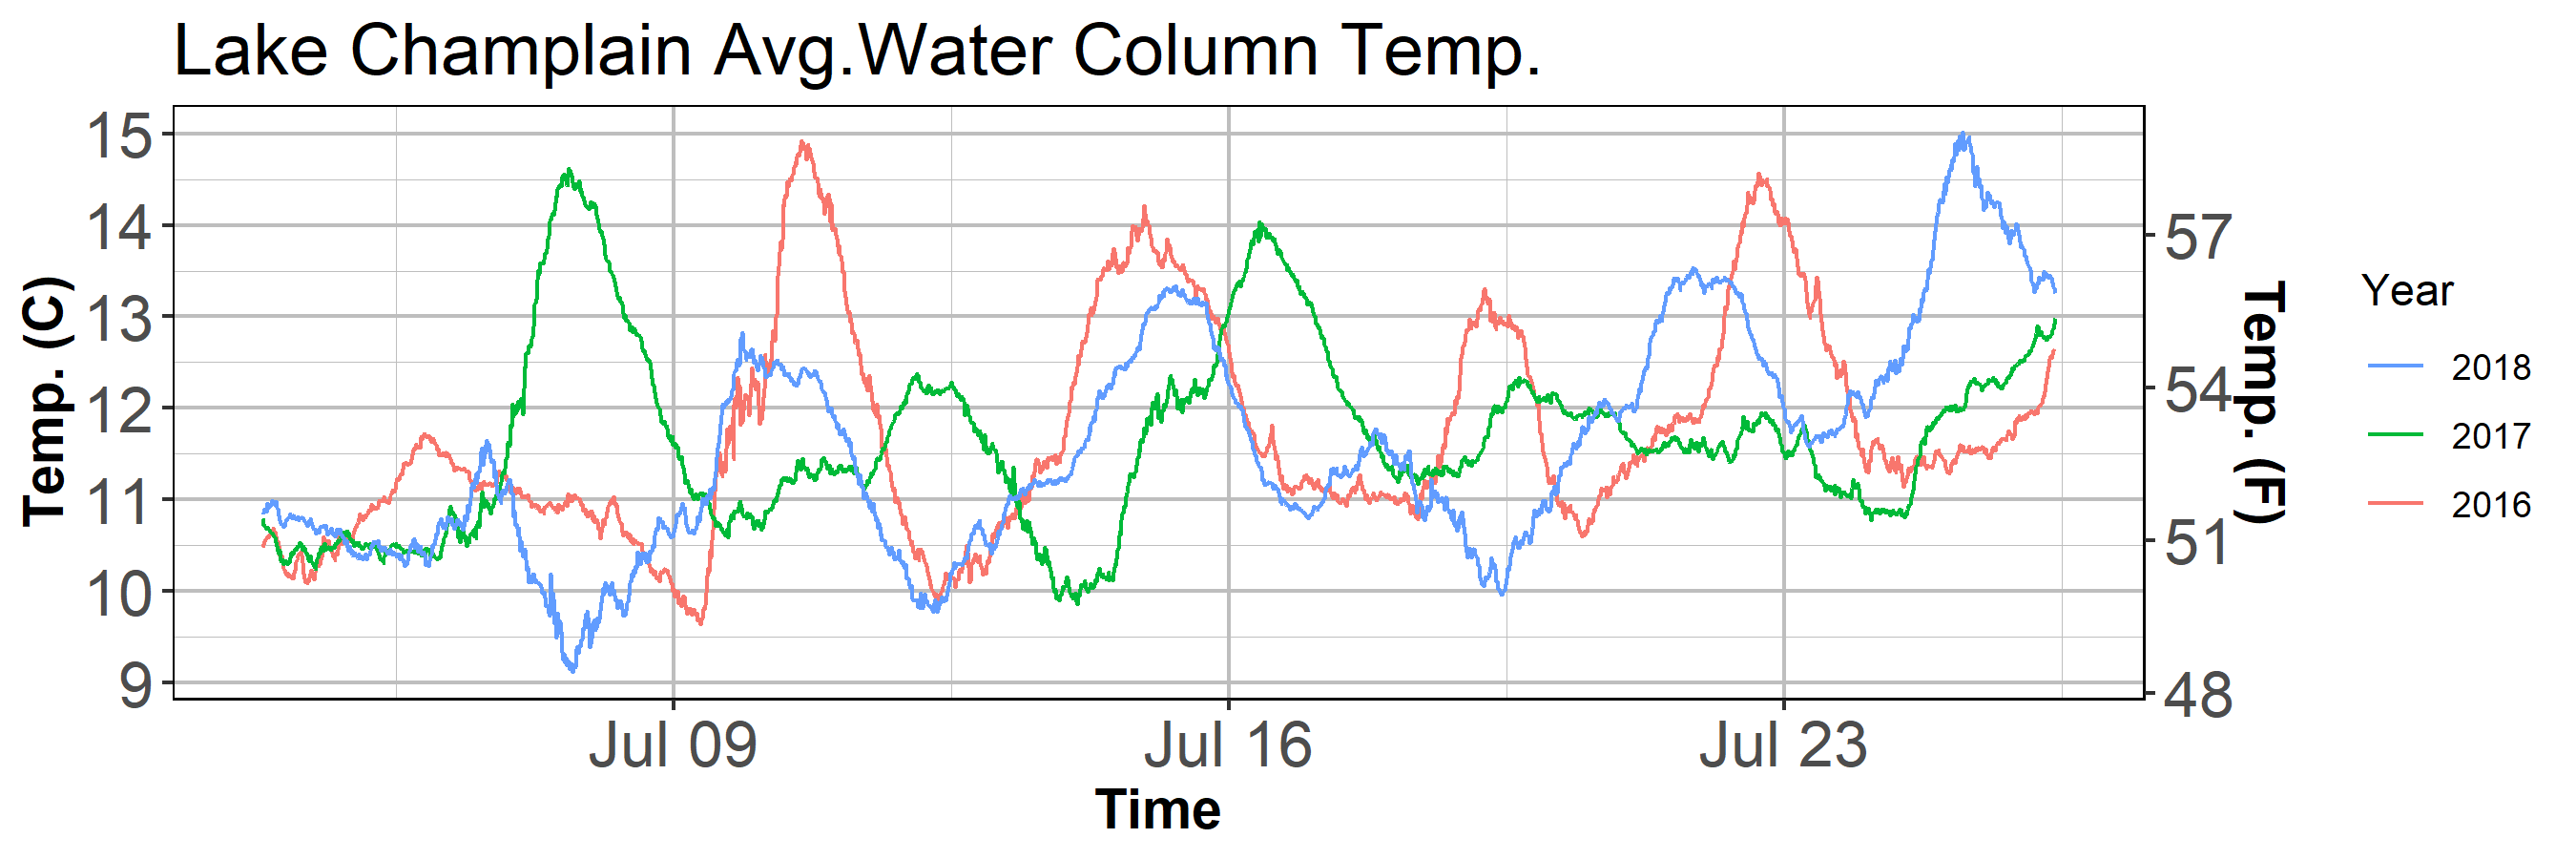 Lake Champlain Avg.Water Column Temp.
15
14
13
12
11
10
9
Temp. (C)
57
54
51
48
Temp. (F)
Jul 09
Jul 16
Jul 23
Time
Year
2018
2017
2016